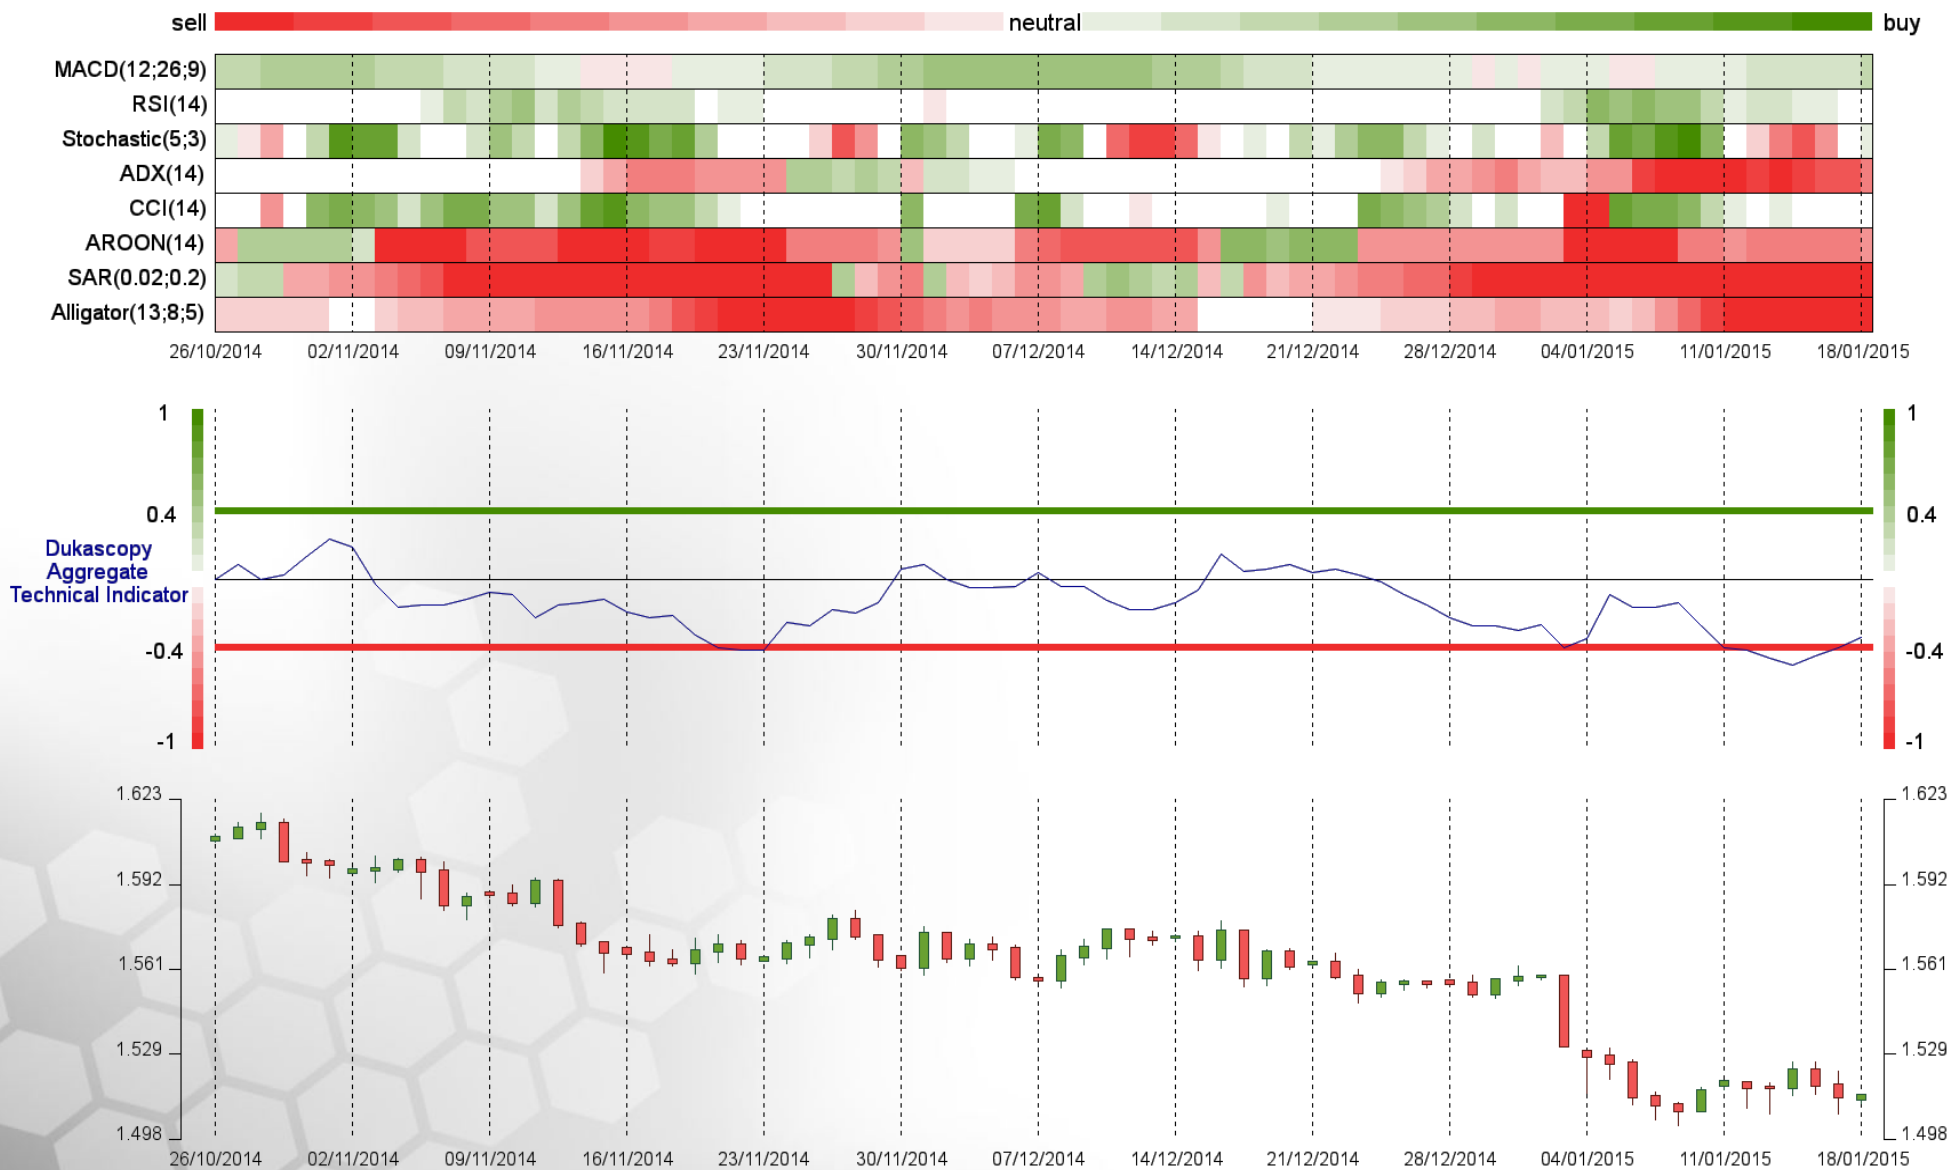 sell neutral buy
MACD(12;26;9)
RSI(14)
Stochastic(5;3)
ADX(14)
CCI(14)
AROON(14)
SAR(0.02;0.2)
Alligator(13;8;5)
26/10/2014 02/11/2014 09/11/2014 16/11/2014 23/11/2014 30/11/2014 07/12/2014 14/12/2014 21/12/2014 28/12/2014 04/01/2015 11/01/2015 18/01/2015
1 1
0.4 0.4
Dukascopy
Aggregate
Technical Indicator
-0.4 -0.4
-1 -1
1.623 1.623
1.592 1.592
1.561 1.561
1.529 1.529
1.498 1.498
26/10/2014 02/11/2014 09/11/2014 16/11/2014 23/11/2014 30/11/2014 07/12/2014 14/12/2014 21/12/2014 28/12/2014 04/01/2015 11/01/2015 18/01/2015